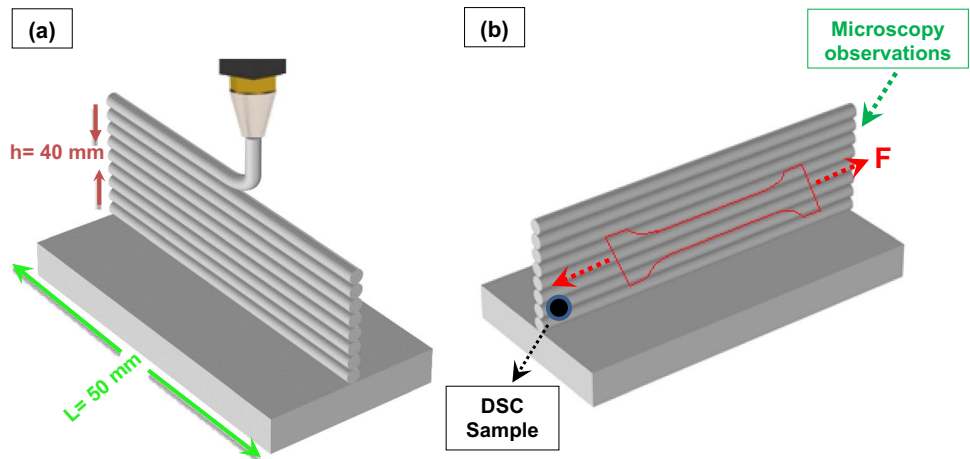 (a)
h= 40 mm
L= 50 mm
(b)
Microscopy
observations
F
DSC
Sample